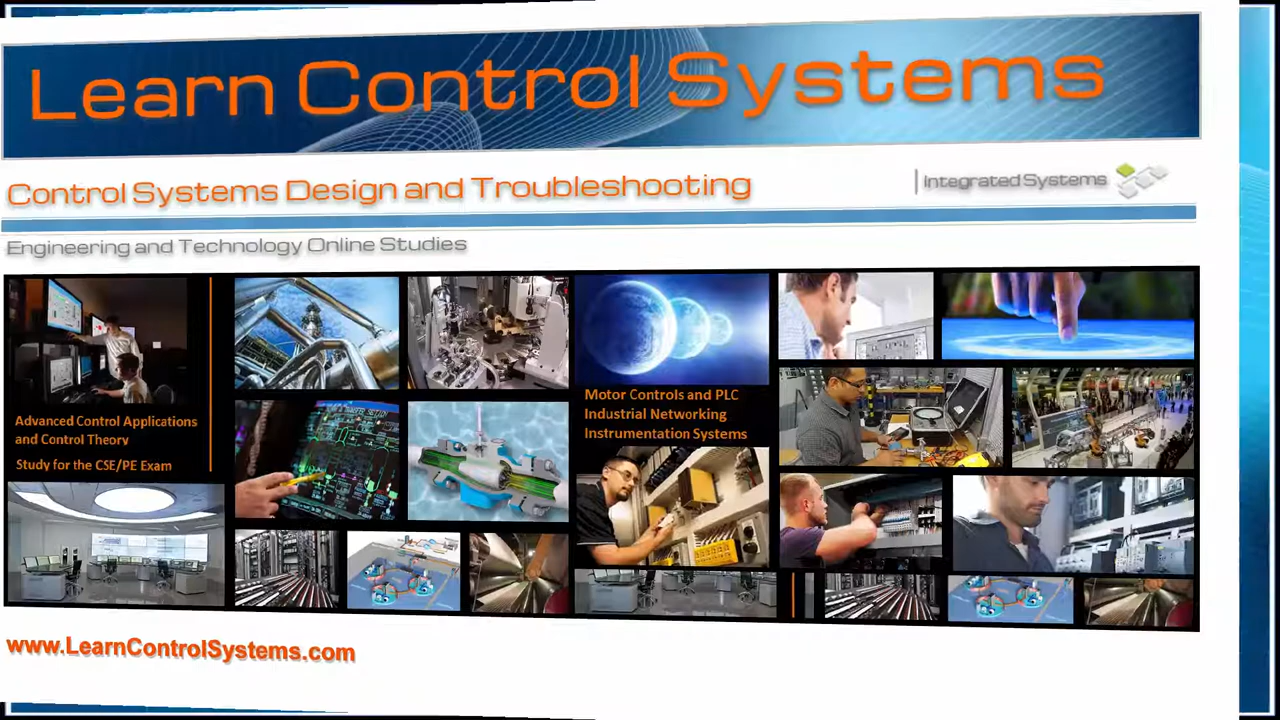 Learn Control Systems
Control Systems Design and Troubleshooting
Integrated Systems
Engineering and Technology Online Studies
Advanced Control Applications
and Control Theory
Study for the CSE/PE Exam
Motor Controls and PLC
Industrial Networking
Instrumentation Systems
www.LearnControlSystems.com